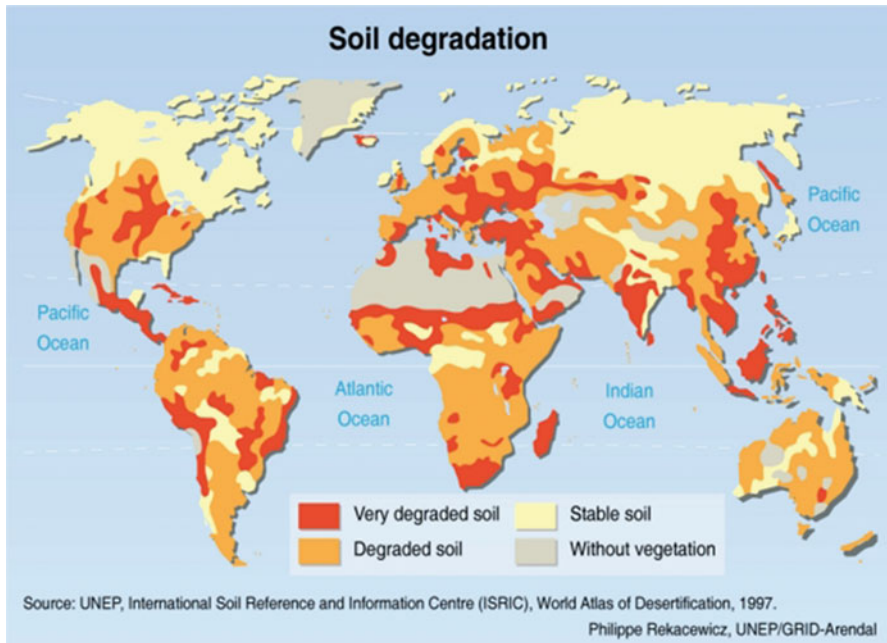 Soil degradation
Pacific
Ocean
Pacific
Ocean
Atlantic
Ocean
Indian
Ocean
Very degraded soil
Stable soil
Degraded soil
Without vegetation
Source: UNEP, International Soil Reference and Information Centre (ISRIC), World Atlas of Desertification, 1997.
Philippe Rekacewicz, UNEP/GRID-Arendal